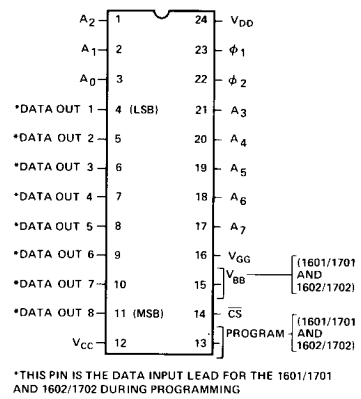 A2 1 24 VDD
A1 2 23 ϕ1
A0 3 22 ϕ2
*DATA OUT 1 4 (LSB) 21 A3
*DATA OUT 2 5 20 A4
*DATA OUT 3 6 19 A5
*DATA OUT 4 7 18 A6
*DATA OUT 5 8 17 A7
*DATA OUT 6 9 16 VGG
*DATA OUT 7 10 15 VBB (1601/1701 AND 1602/1702)
*DATA OUT 8 11 (MSB) 14 CS
VCC 12 13 PROGRAM (1601/1701 AND 1602/1702)
*THIS PIN IS THE DATA INPUT LEAD FOR THE 1601/1701
AND 1602/1702 DURING PROGRAMMING